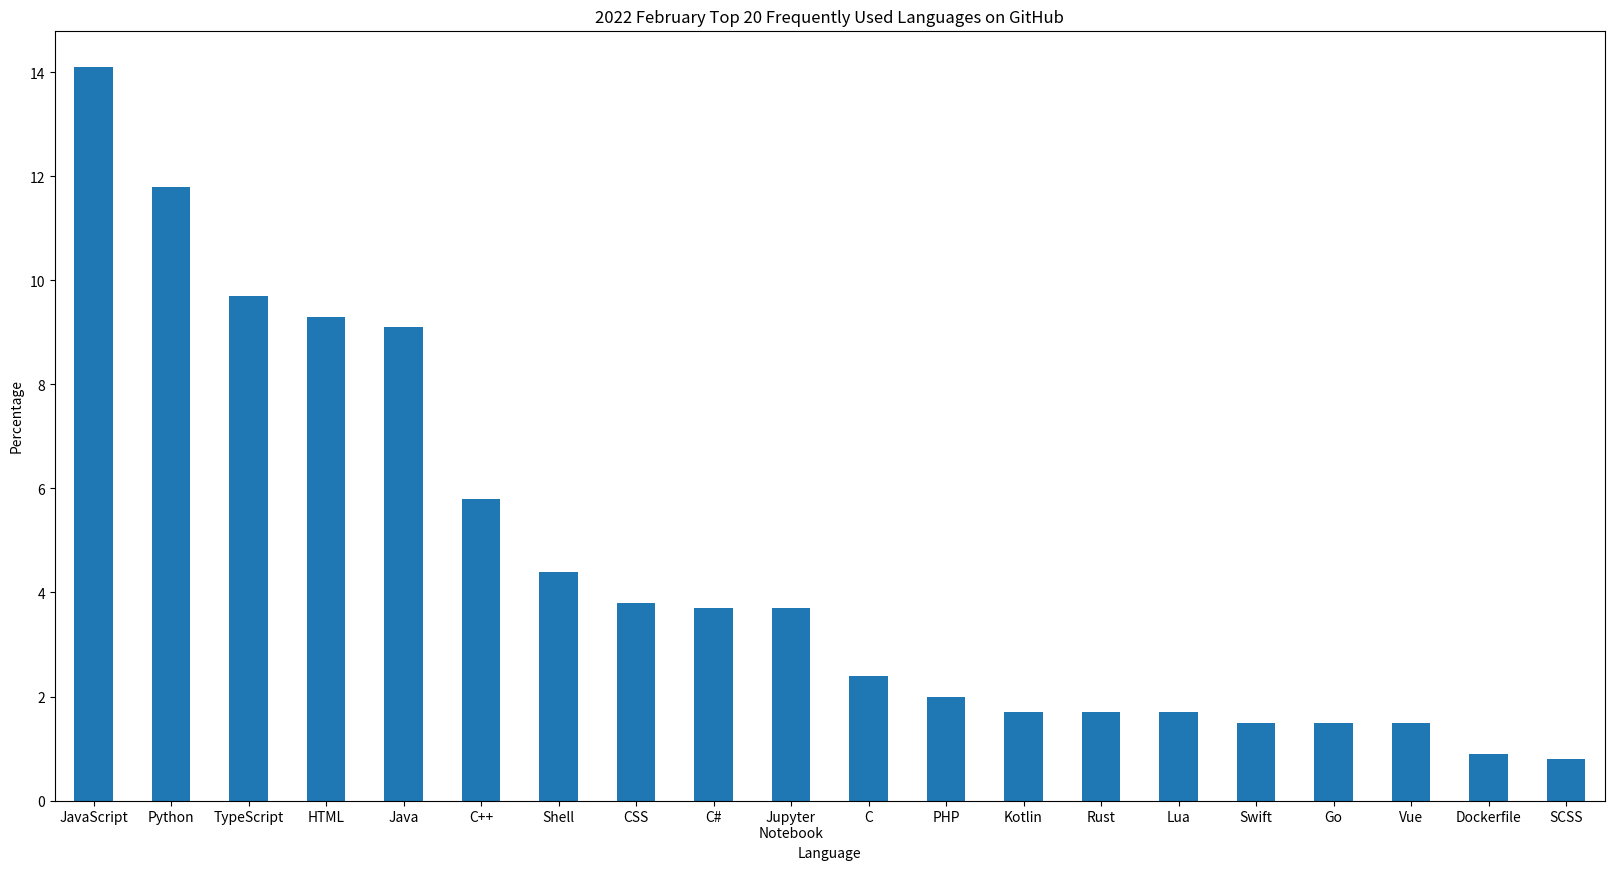 2022 February Top 20 Frequently Used Languages on GitHub
Percentage
14
12
10
8
6
4
2
0
JavaScript Python TypeScript HTML Java C++ Shell CSS C# Jupyter Notebook C PHP Kotlin Rust Lua Swift Go Vue Dockerfile SCSS
Language